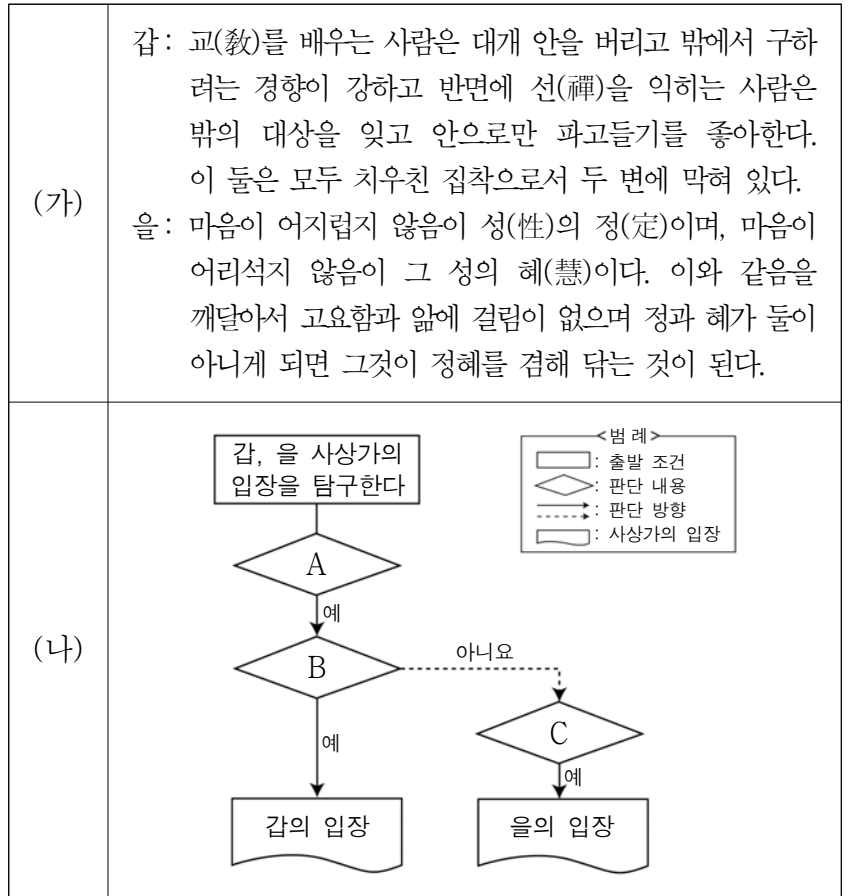 (가)
갑: 교(敎)를 배우는 사람은 대개 안을 버리고 밖에서 구하
려는 경향이 강하고 반면에 선(禪)을 익히는 사람은
밖의 대상을 잊고 안으로만 파고들기를 좋아한다.
이 둘은 모두 치우친 집착으로서 두 변에 막혀 있다.
을: 마음이 어지럽지 않음이 성(性)의 정(定)이며, 마음이
어리석지 않음이 그 성의 혜(慧)이다. 이와 같음을
깨달아서 고요함과 앎에 걸림이 없으며 정과 혜가 둘이
아니게 되면 그것이 정혜를 겸해 닦는 것이 된다.
(나)
갑, 을 사상가의
입장을 탐구한다
<범 례>
: 출발 조건
: 판단 내용
: 판단 방향
: 사상가의 입장
A
예
B
아니요
예
C
예
갑의 입장
을의 입장